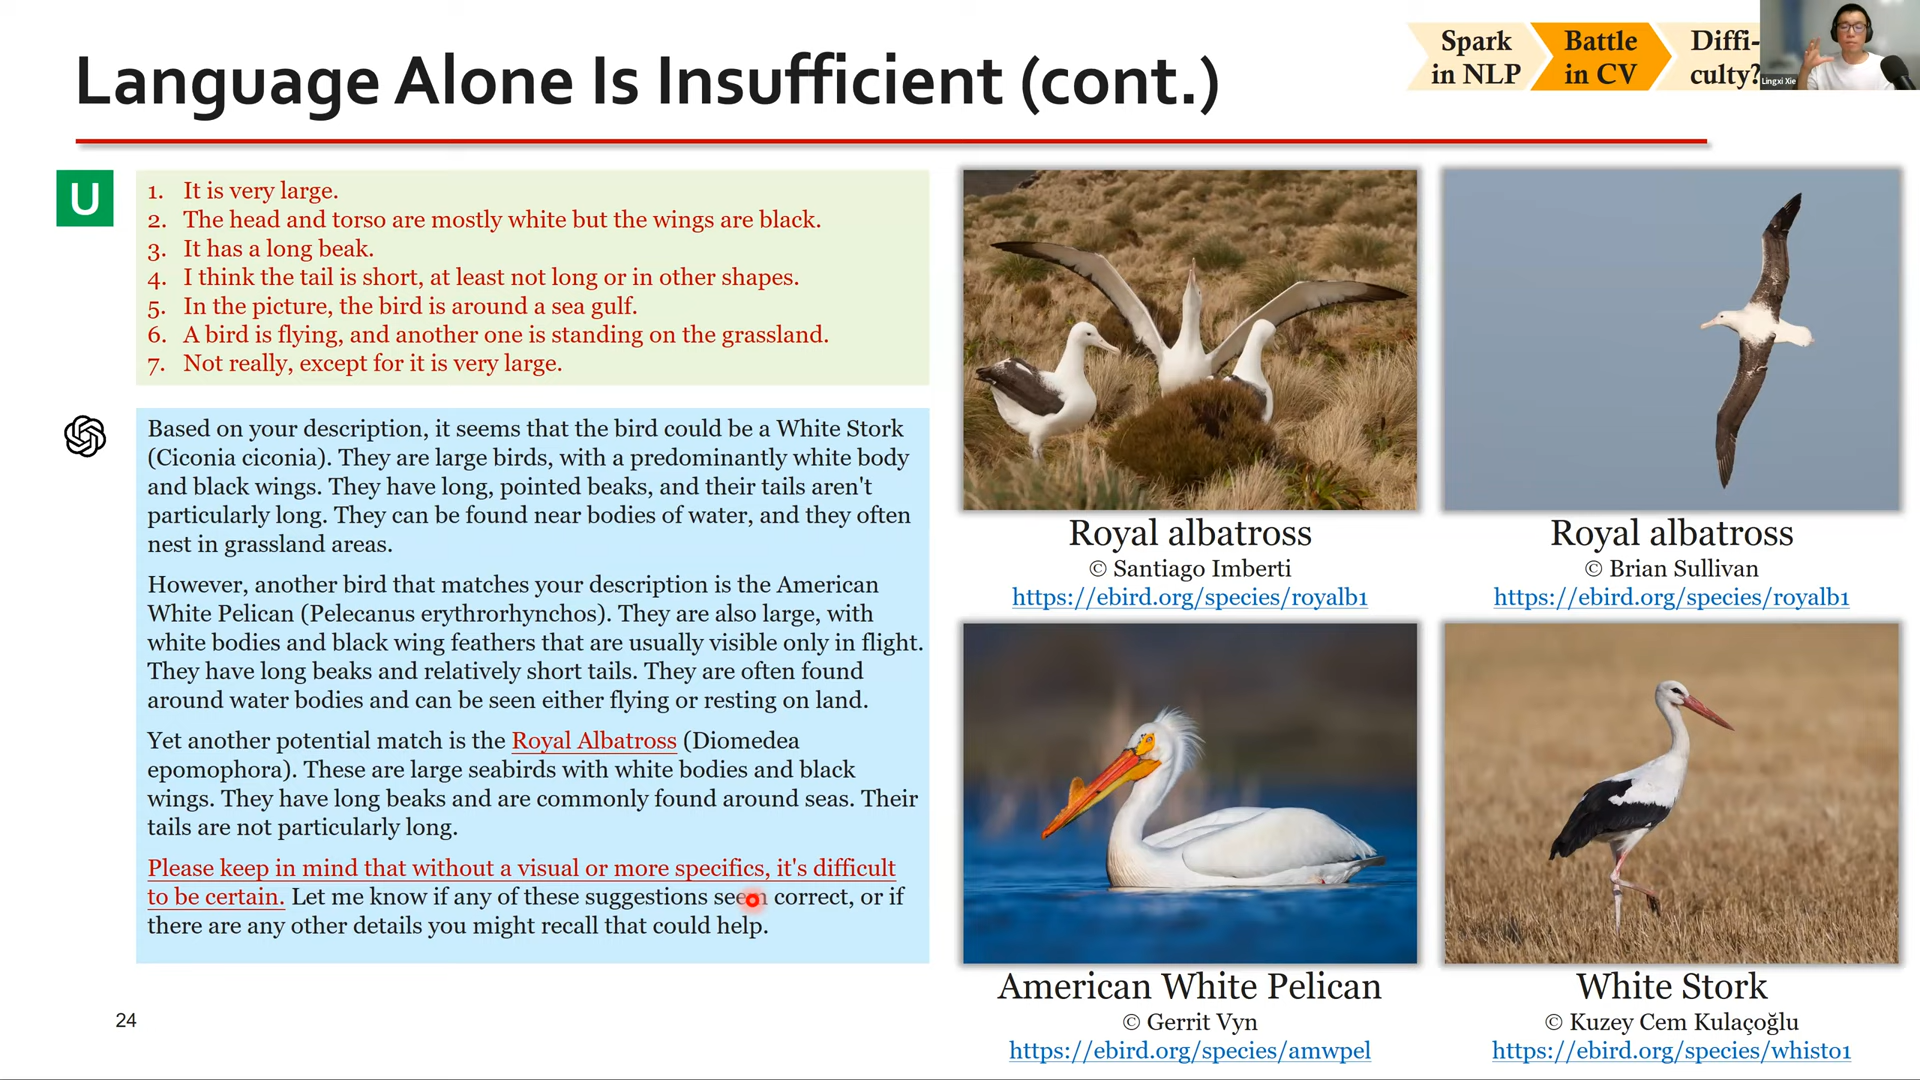 Language Alone Is Insufficient (cont.)
Spark
in NLP
Battle
in CV
Diffi-
culty?
Lingxi Xie
U
1. It is very large.
2. The head and torso are mostly white but the wings are black.
3. It has a long beak.
4. I think the tail is short, at least not long or in other shapes.
5. In the picture, the bird is around a sea gulf.
6. A bird is flying, and another one is standing on the grassland.
7. Not really, except for it is very large.
Based on your description, it seems that the bird could be a White Stork
(Ciconia ciconia). They are large birds, with a predominantly white body
and black wings. They have long, pointed beaks, and their tails aren't
particularly long. They can be found near bodies of water, and they often
nest in grassland areas.
However, another bird that matches your description is the American
White Pelican (Pelecanus erythrorhynchos). They are also large, with
white bodies and black wing feathers that are usually visible only in flight.
They have long beaks and relatively short tails. They are often found
around water bodies and can be seen either flying or resting on land.
Yet another potential match is the Royal Albatross (Diomedea
epomophora). These are large seabirds with white bodies and black
wings. They have long beaks and are commonly found around seas. Their
tails are not particularly long.
Please keep in mind that without a visual or more specifics, it's difficult
to be certain. Let me know if any of these suggestions seem correct, or if
there are any other details you might recall that could help.
Royal albatross
© Santiago Imberti
https://ebird.org/species/royalb1
Royal albatross
© Brian Sullivan
https://ebird.org/species/royalb1
American White Pelican
© Gerrit Vyn
https://ebird.org/species/amwpel
White Stork
© Kuzey Cem Kulaçoğlu
https://ebird.org/species/whisto1
24